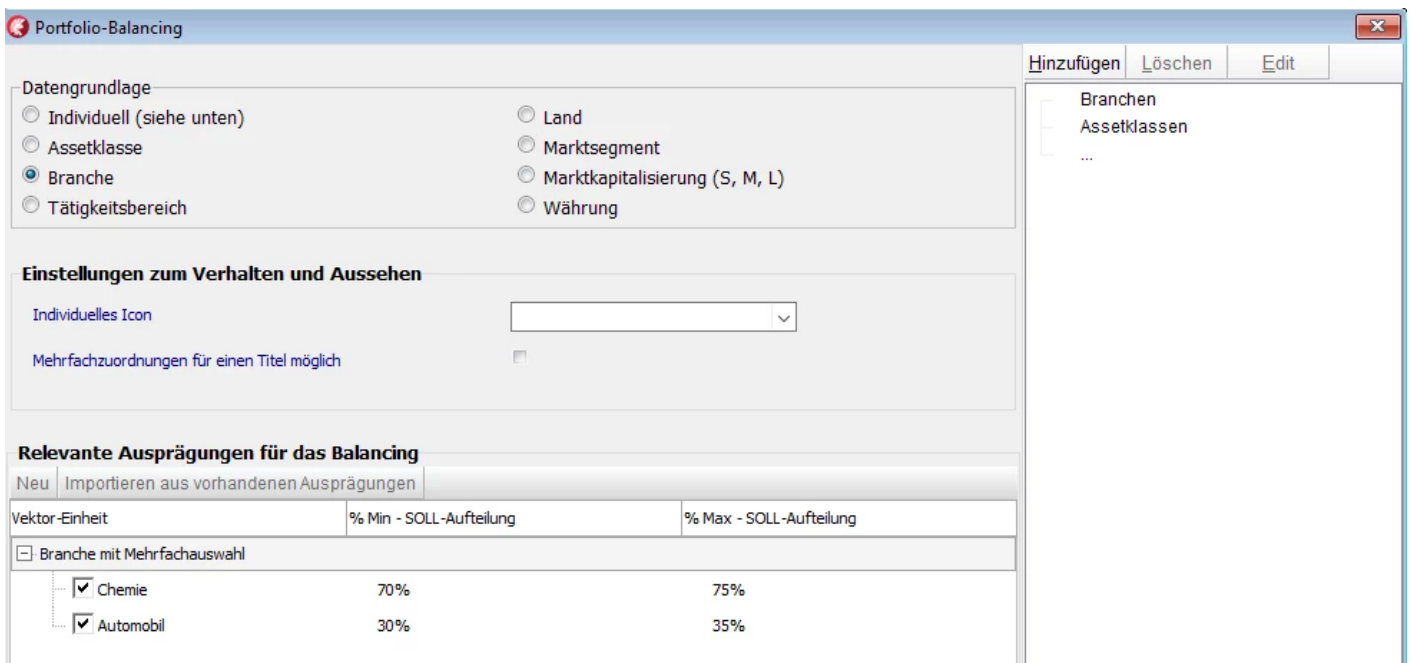 Portfolio-Balancing
Hinzufügen Löschen Edit
Datengrundlage
Individuell (siehe unten) Land
Assetklasse Marktsegment
Branche Marktkapitalisierung (S, M, L)
Tätigkeitsbereich Währung
Branchen
Assetklassen
...
Einstellungen zum Verhalten und Aussehen
Individuelles Icon
Mehrfachzuordnungen für einen Titel möglich
Relevante Ausprägungen für das Balancing
Neu Importieren aus vorhandenen Ausprägungen
Vektor-Einheit % Min - SOLL-Aufteilung % Max - SOLL-Aufteilung
Branche mit Mehrfachauswahl
Chemie 70% 75%
Automobil 30% 35%